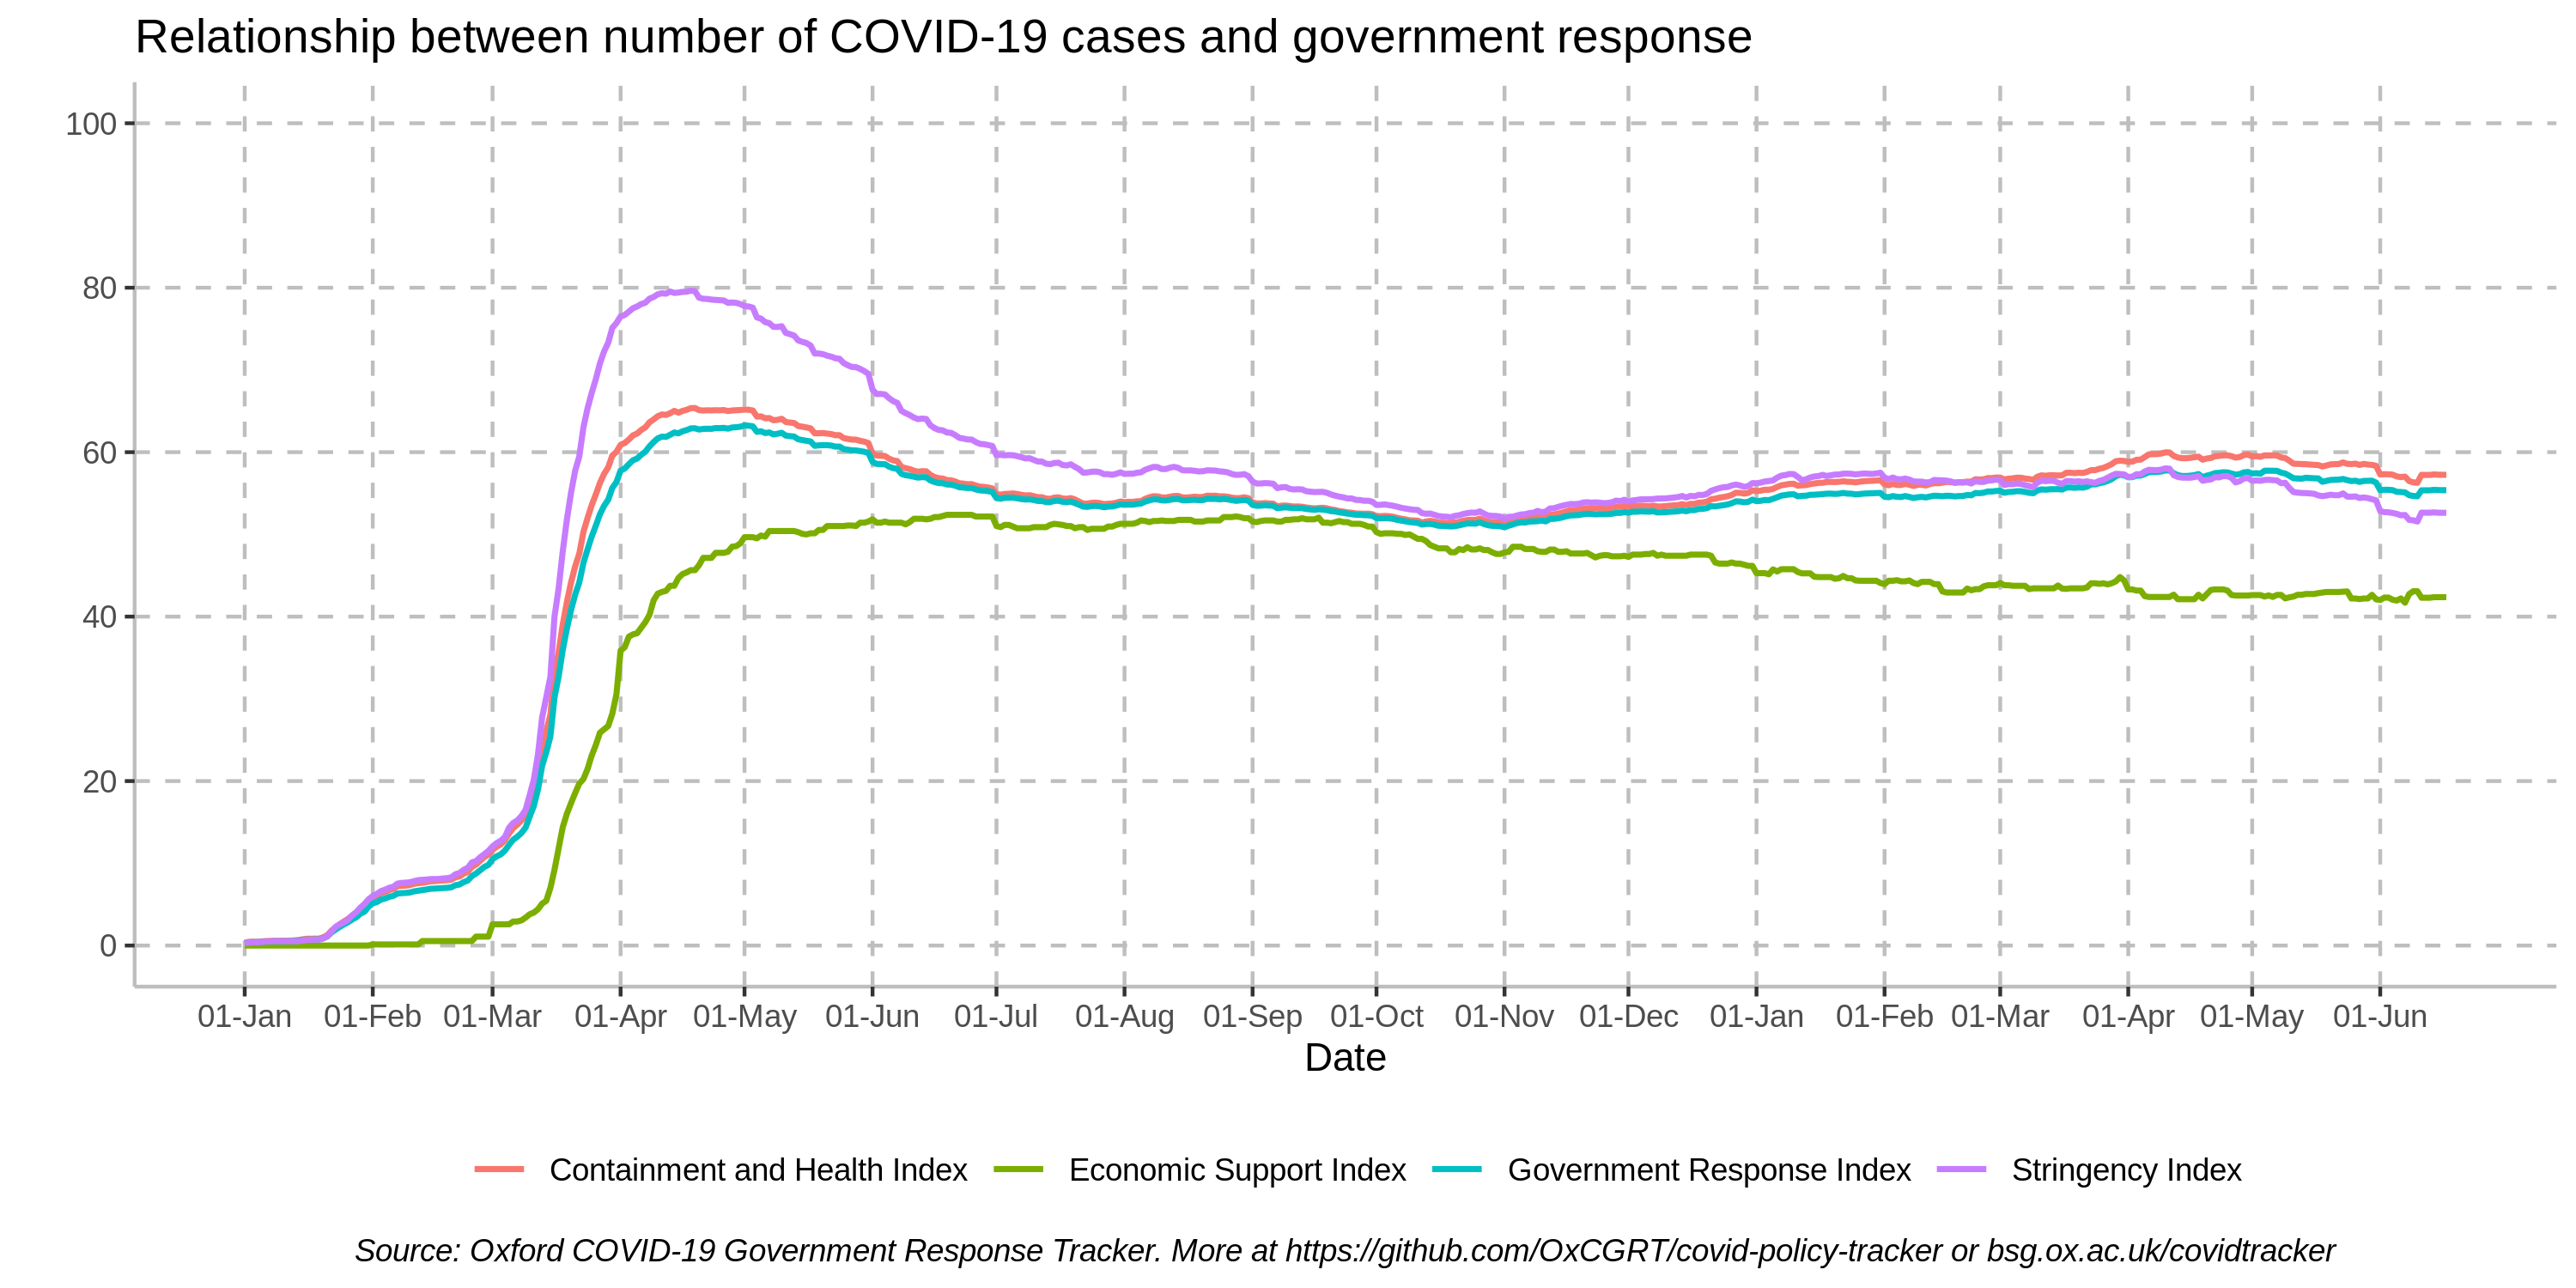 Relationship between number of COVID-19 cases and government response
100
80
60
40
20
0
01-Jan 01-Feb 01-Mar 01-Apr 01-May 01-Jun 01-Jul 01-Aug 01-Sep 01-Oct 01-Nov 01-Dec 01-Jan 01-Feb 01-Mar 01-Apr 01-May 01-Jun
Date
Containment and Health Index Economic Support Index Government Response Index Stringency Index
Source: Oxford COVID-19 Government Response Tracker. More at https://github.com/OxCGRT/covid-policy-tracker or bsg.ox.ac.uk/covidtracker